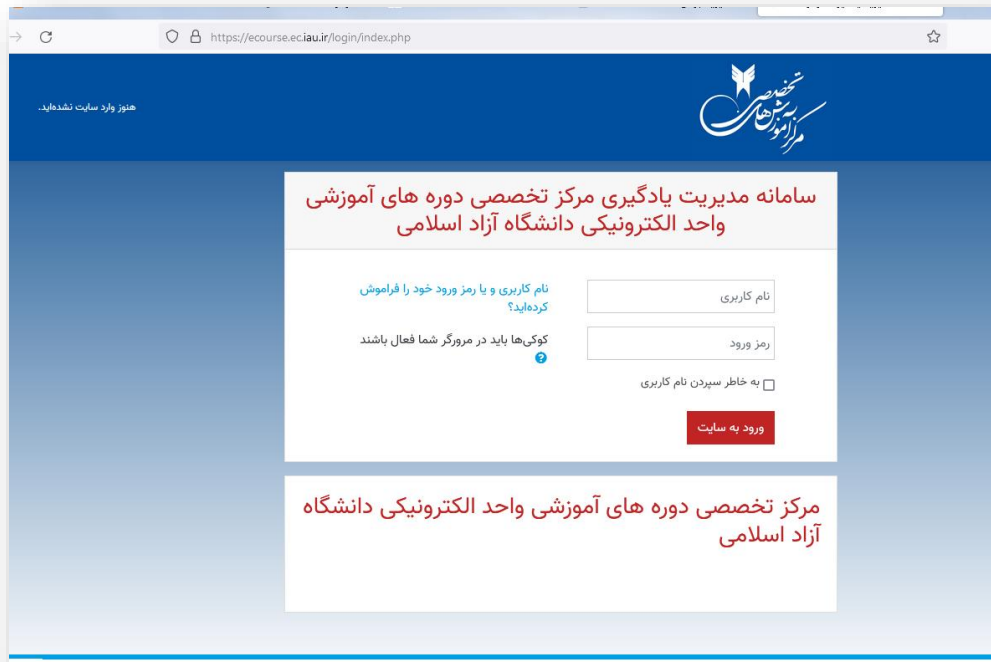 https://ecourse.ec.iau.ir/login/index.php
مرکز آموزش‌های تخصصی
هنوز وارد سایت نشده‌اید.
سامانه مدیریت یادگیری مرکز تخصصی دوره های آموزشی
واحد الکترونیکی دانشگاه آزاد اسلامی
نام کاربری
رمز ورود
به خاطر سپردن نام کاربری
ورود به سایت
نام کاربری و یا رمز ورود خود را فراموش
کرده‌اید؟
کوکی‌ها باید در مرورگر شما فعال باشند
مرکز تخصصی دوره های آموزشی واحد الکترونیکی دانشگاه
آزاد اسلامی